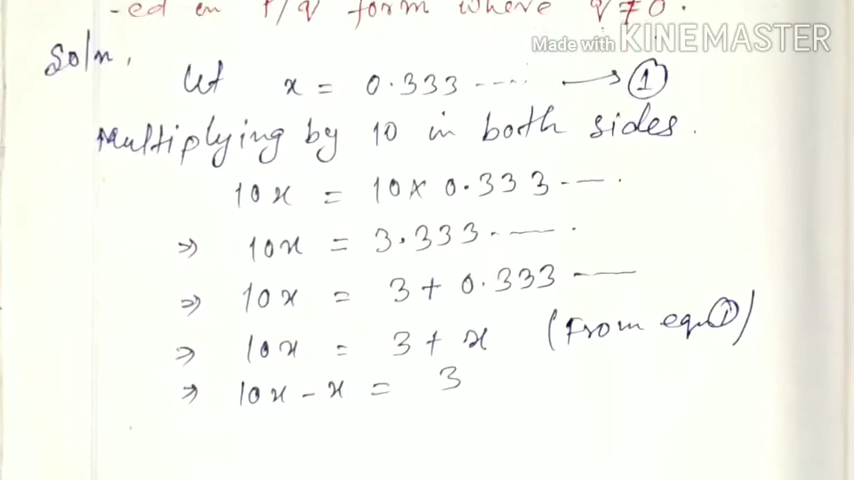 -ed in P/q form where q≠0.
Made with KINEMASTER
Soln,
Let x = 0.333 ..... → ①
Multiplying by 10 in both sides.
10x = 10 × 0.333 .—.
⇒ 10x = 3.333.—.
⇒ 10x = 3 + 0.333 —
⇒ 10x = 3 + x (From equ①)
⇒ 10x - x = 3